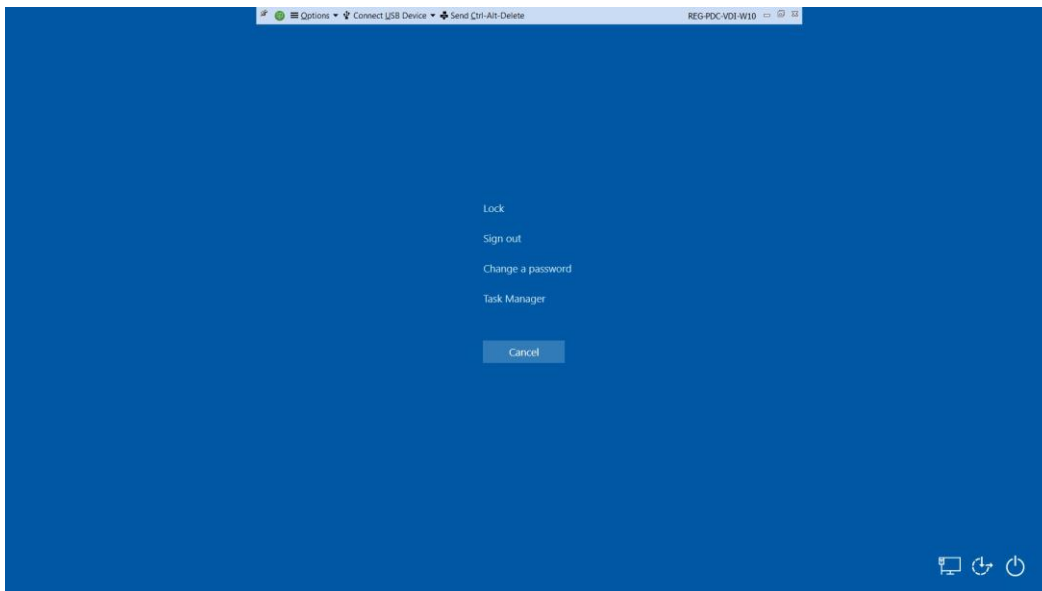 Options Connect USB Device Send Ctrl-Alt-Delete REG-PDC-VDI-W10
Lock
Sign out
Change a password
Task Manager
Cancel